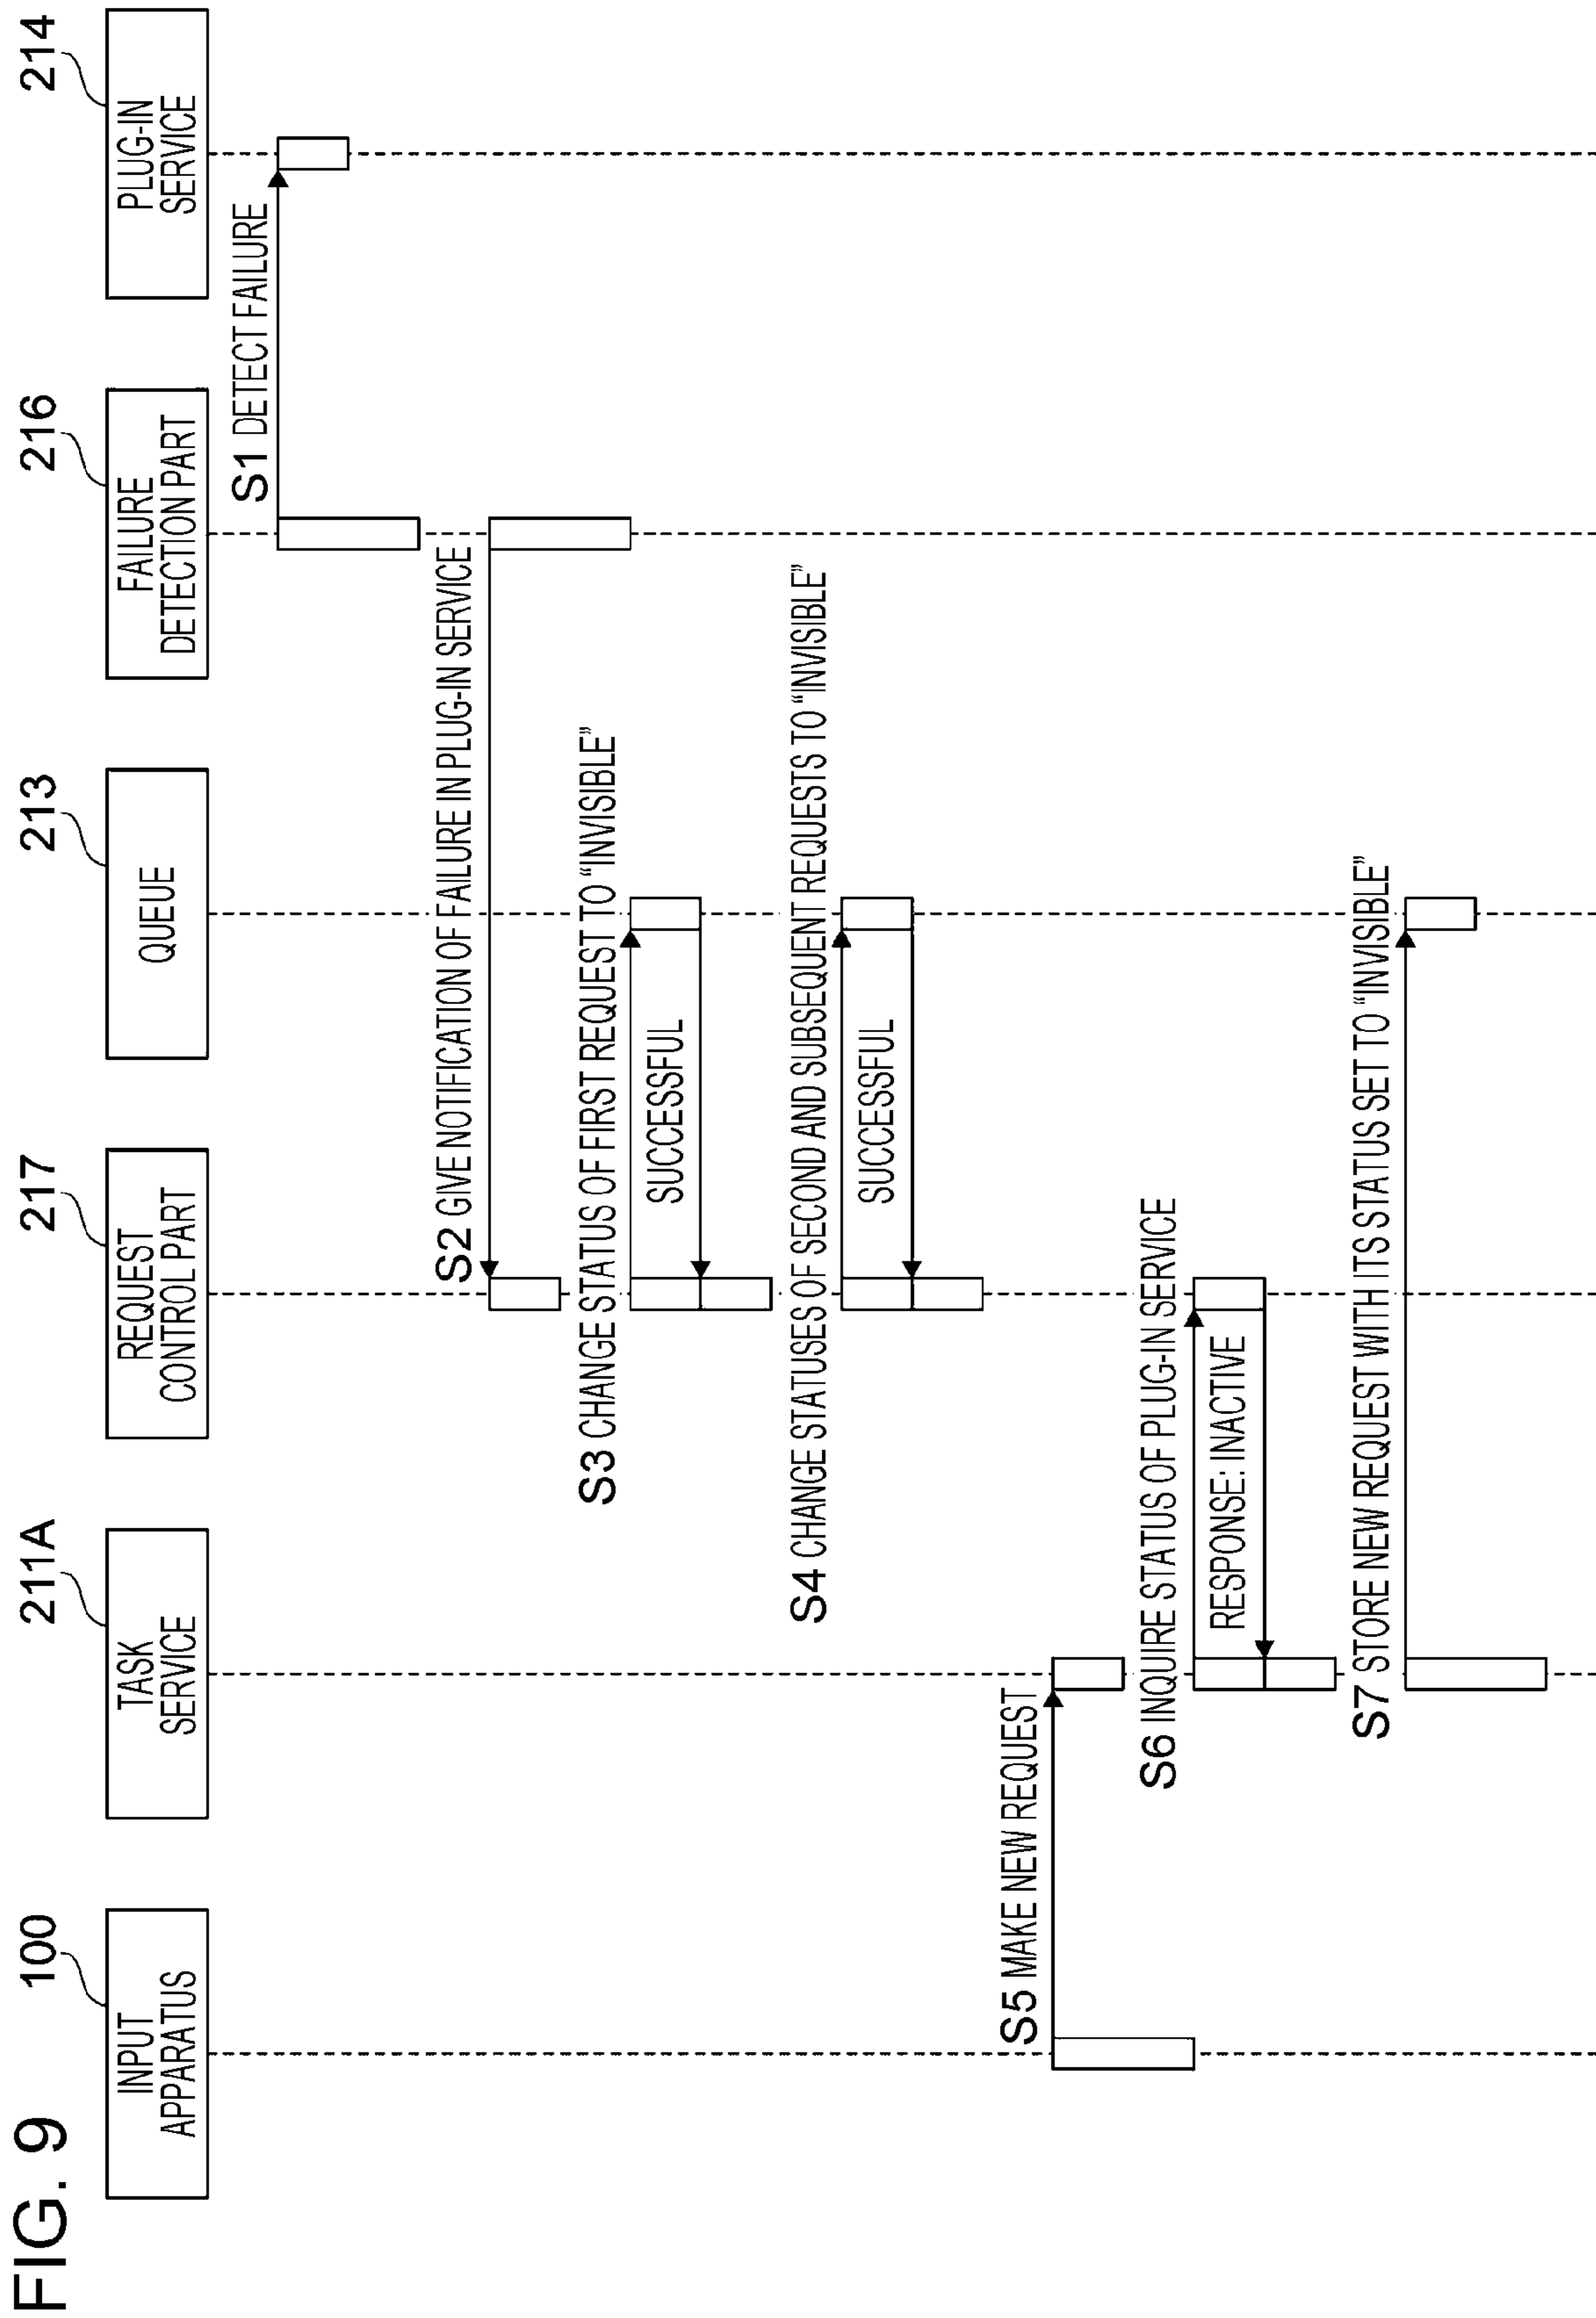 FIG. 9
100
INPUT
APPARATUS
211A
TASK
SERVICE
217
REQUEST
CONTROL PART
213
QUEUE
216
FAILURE
DETECTION PART
214
PLUG-IN
SERVICE
S1 DETECT FAILURE
S2 GIVE NOTIFICATION OF FAILURE IN PLUG-IN SERVICE
S3 CHANGE STATUS OF FIRST REQUEST TO “INVISIBLE”
SUCCESSFUL
S4 CHANGE STATUSES OF SECOND AND SUBSEQUENT REQUESTS TO “INVISIBLE”
SUCCESSFUL
S5 MAKE NEW REQUEST
S6 INQUIRE STATUS OF PLUG-IN SERVICE
RESPONSE: INACTIVE
S7 STORE NEW REQUEST WITH ITS STATUS SET TO “INVISIBLE”